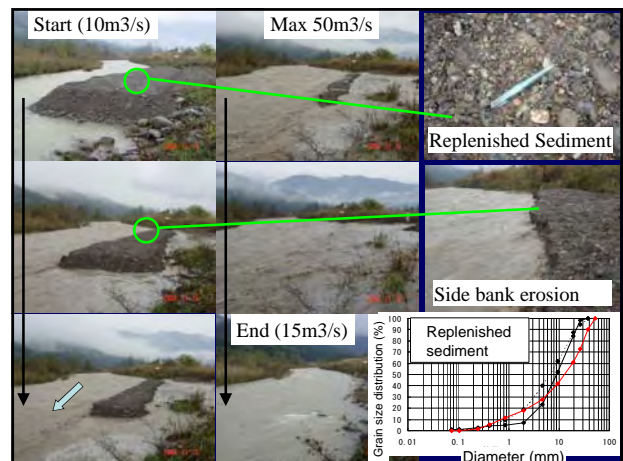 Start (10m3/s)
Max 50m3/s)
Replenished Sediment
Side bank erosion
End (15m3/s)
Replenished
sediment
Grain size distribution (%)
100
90
80
70
60
50
40
30
20
10
0
0.01
0.1
1
10
100
Diameter (mm)